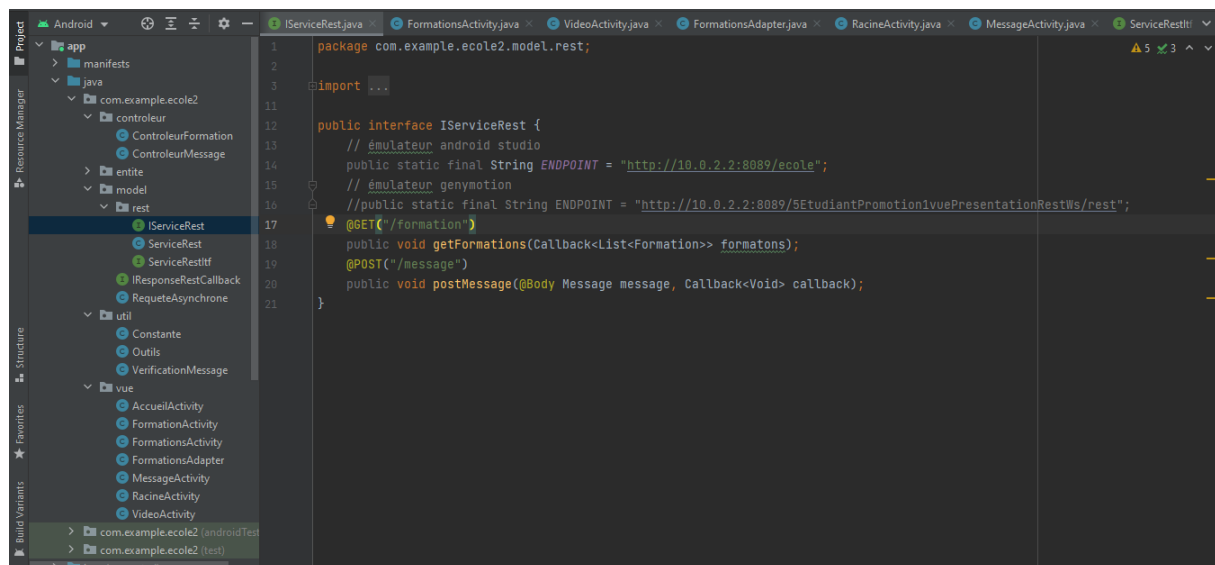 Android
IServiceRest.java
FormationsActivity.java
VideoActivity.java
FormationsAdapter.java
RacineActivity.java
MessageActivity.java
ServiceRestItf
Project
Resource Manager
Structure
Favorites
Build Variants
app
manifests
java
com.example.ecole2
controleur
ControleurFormation
ControleurMessage
entite
model
rest
IServiceRest
ServiceRest
ServiceRestItf
IResponseRestCallback
RequeteAsynchrone
util
Constante
Outils
VerificationMessage
vue
AccueilActivity
FormationActivity
FormationsActivity
FormationsAdapter
MessageActivity
RacineActivity
VideoActivity
com.example.ecole2 (androidTest
com.example.ecole2 (test)
5 3
1 package com.example.ecole2.model.rest;
2
3 import ...
11
12 public interface IServiceRest {
13 // émulateur android studio
14 public static final String ENDPOINT = "http://10.0.2.2:8089/ecole";
15 // émulateur genymotion
16 //public static final String ENDPOINT = "http://10.0.2.2:8089/5EtudiantPromotion1vuePresentationRestWs/rest";
17 @GET("/formation")
18 public void getFormations(Callback<List<Formation>> formatons);
19 @POST("/message")
20 public void postMessage(@Body Message message, Callback<Void> callback);
21 }